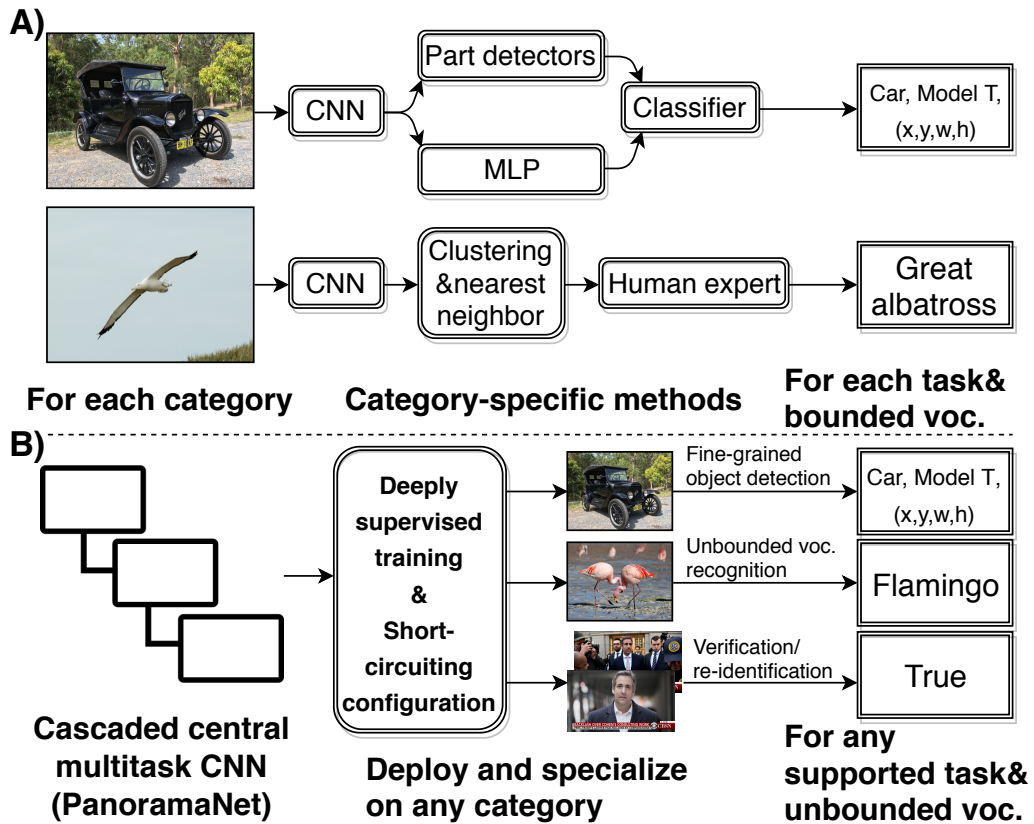 A)
Part detectors
CNN
MLP
Classifier
Car, Model T,
(x,y,w,h)
CNN
Clustering
&nearest
neighbor
Human expert
Great
albatross
For each category
Category-specific methods
For each task&
bounded voc.
B)
Deeply
supervised
training
&
Short-
circuiting
configuration
Fine-grained
object detection
Car, Model T,
(x,y,w,h)
Unbounded voc.
recognition
Flamingo
Verification/
re-identification
True
Cascaded central
multitask CNN
(PanoramaNet)
Deploy and specialize
on any category
For any
supported task&
unbounded voc.